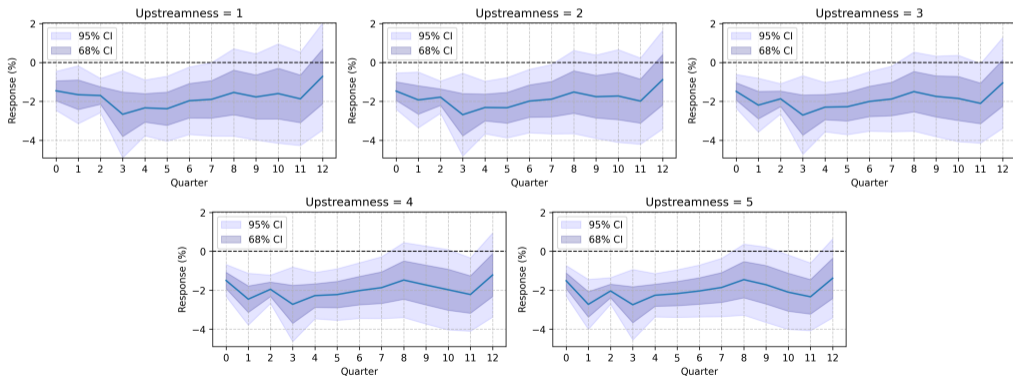 Upstreamness = 1
2
0
−2
−4
Response (%)
95% CI
68% CI
0 1 2 3 4 5 6 7 8 9 10 11 12
Quarter
Upstreamness = 2
2
0
−2
−4
Response (%)
95% CI
68% CI
0 1 2 3 4 5 6 7 8 9 10 11 12
Quarter
Upstreamness = 3
2
0
−2
−4
Response (%)
95% CI
68% CI
0 1 2 3 4 5 6 7 8 9 10 11 12
Quarter
Upstreamness = 4
2
0
−2
−4
Response (%)
95% CI
68% CI
0 1 2 3 4 5 6 7 8 9 10 11 12
Quarter
Upstreamness = 5
2
0
−2
−4
Response (%)
95% CI
68% CI
0 1 2 3 4 5 6 7 8 9 10 11 12
Quarter